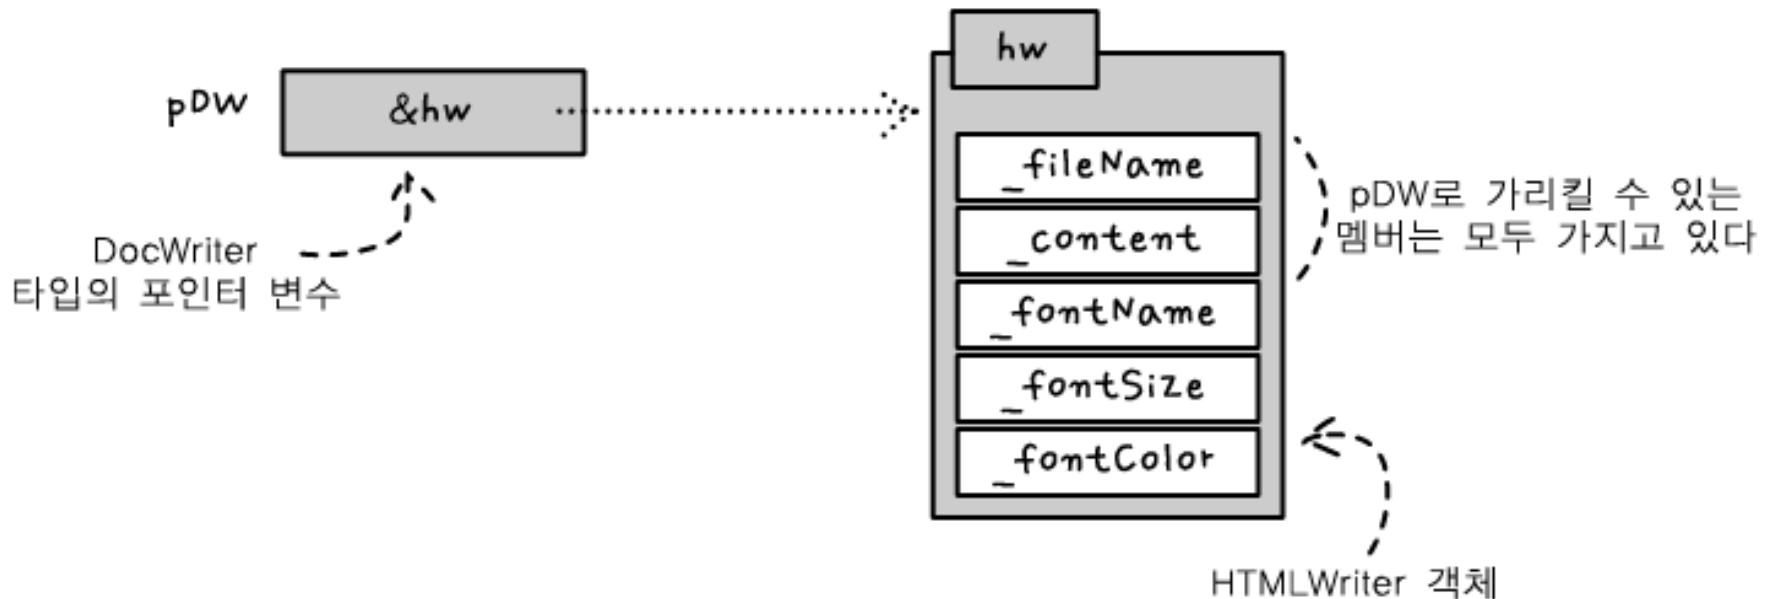 hw
pDW
&hw
_fileName
_content
_fontName
_fontSize
_fontColor
pDW로 가리킬 수 있는
멤버는 모두 가지고 있다
DocWriter
타입의 포인터 변수
HTMLWriter 객체